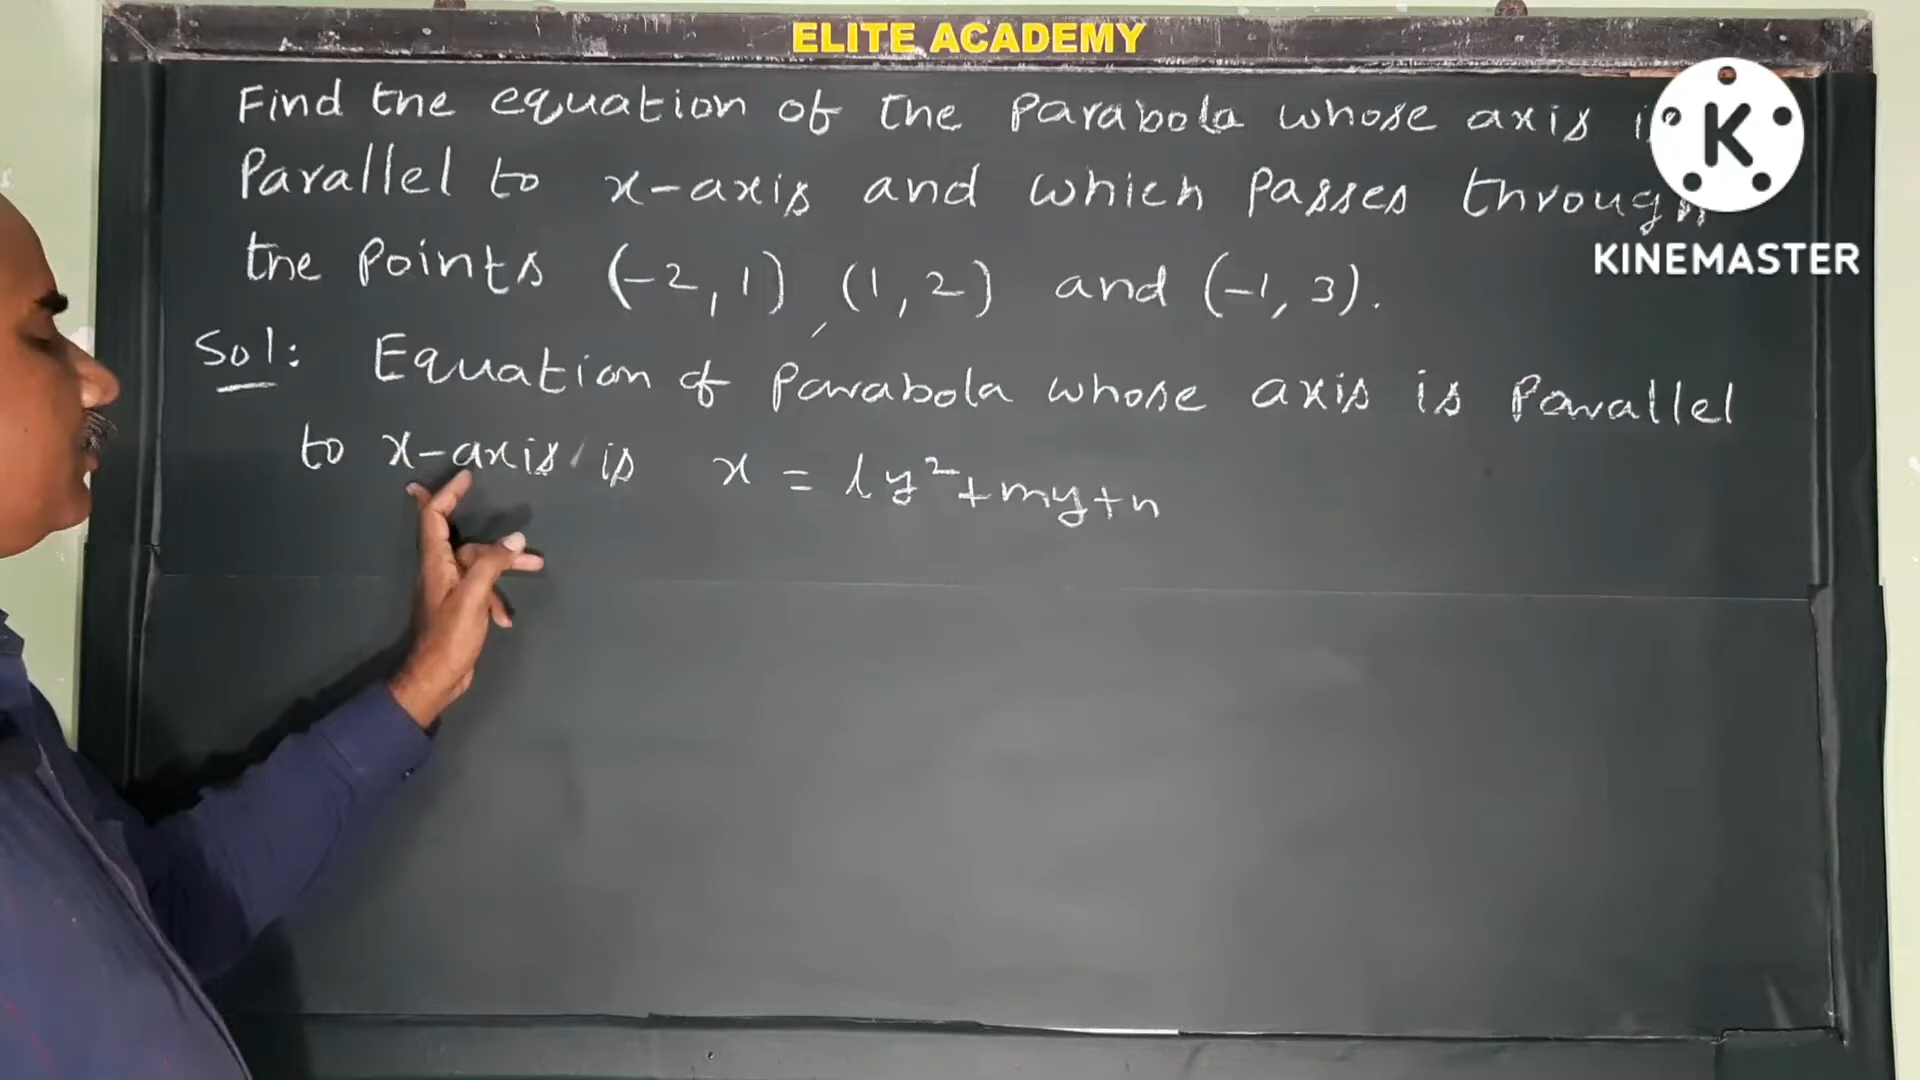 ELITE ACADEMY
Find the equation of the parabola whose axis
Parallel to x-axis and which passes through
the points (-2, 1) (1, 2) and (-1, 3).
Sol: Equation of parabola whose axis is parallel
to x-axis is x = ly² + my + n
K
KINEMASTER